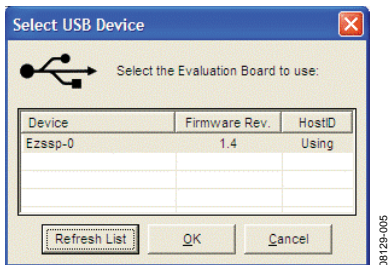 Select USB Device
Select the Evaluation Board to use:
Device Firmware Rev. HostID
Ezssp-0 1.4 Using
Refresh List OK Cancel
08129-005